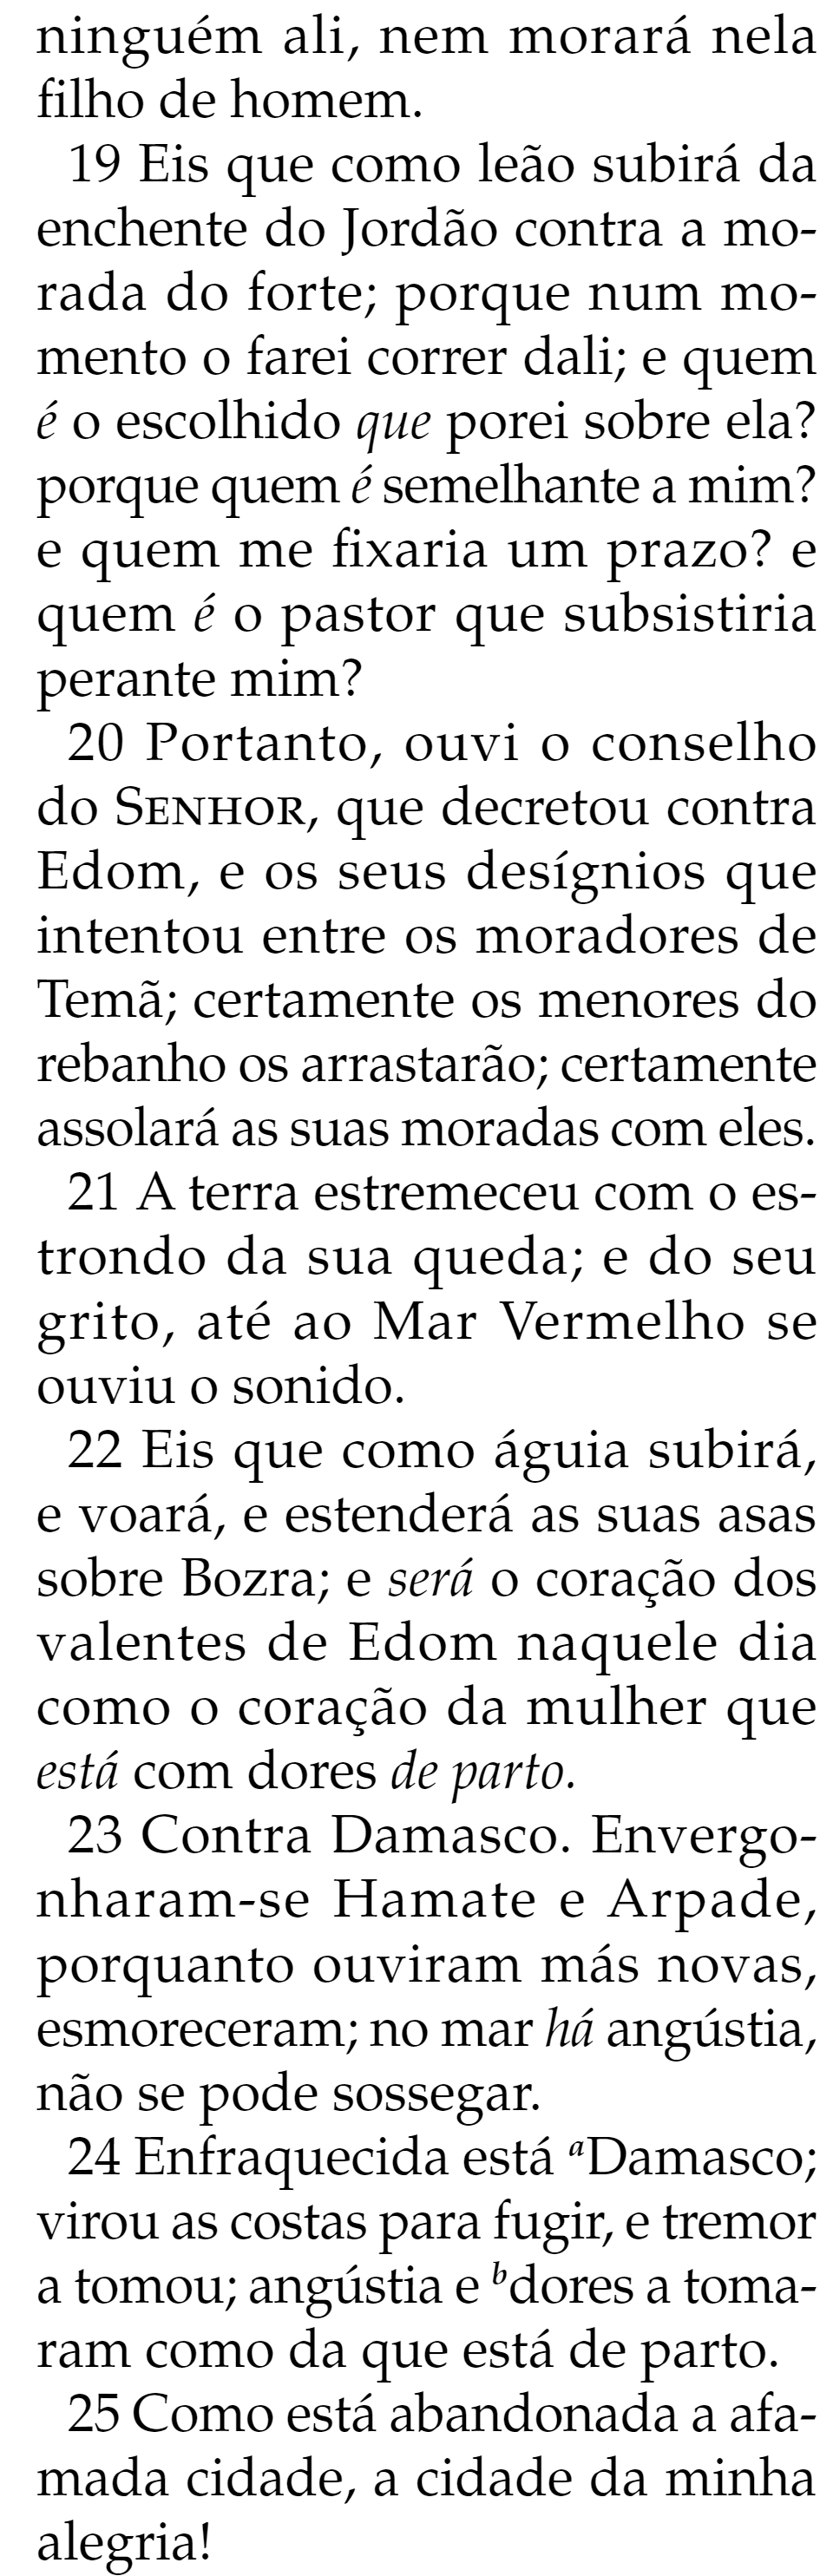 ninguém ali, nem morará nela
filho de homem.
19 Eis que como leão subirá da
enchente do Jordão contra a mo-
rada do forte; porque num mo-
mento o farei correr dali; e quem
é o escolhido que porei sobre ela?
porque quem é semelhante a mim?
e quem me fixaria um prazo? e
quem é o pastor que subsistiria
perante mim?
20 Portanto, ouvi o conselho
do SENHOR, que decretou contra
Edom, e os seus desígnios que
intentou entre os moradores de
Temã; certamente os menores do
rebanho os arrastarão; certamente
assolará as suas moradas com eles.
21 A terra estremeceu com o es-
trondo da sua queda; e do seu
grito, até ao Mar Vermelho se
ouviu o sonido.
22 Eis que como águia subirá,
e voará, e estenderá as suas asas
sobre Bozra; e será o coração dos
valentes de Edom naquele dia
como o coração da mulher que
está com dores de parto.
23 Contra Damasco. Envergo-
nharam-se Hamate e Arpade,
porquanto ouviram más novas,
esmoreceram; no mar há angústia,
não se pode sossegar.
24 Enfraquecida está aDamasco;
virou as costas para fugir, e tremor
a tomou; angústia e bdores a toma-
ram como da que está de parto.
25 Como está abandonada a afa-
mada cidade, a cidade da minha
alegria!